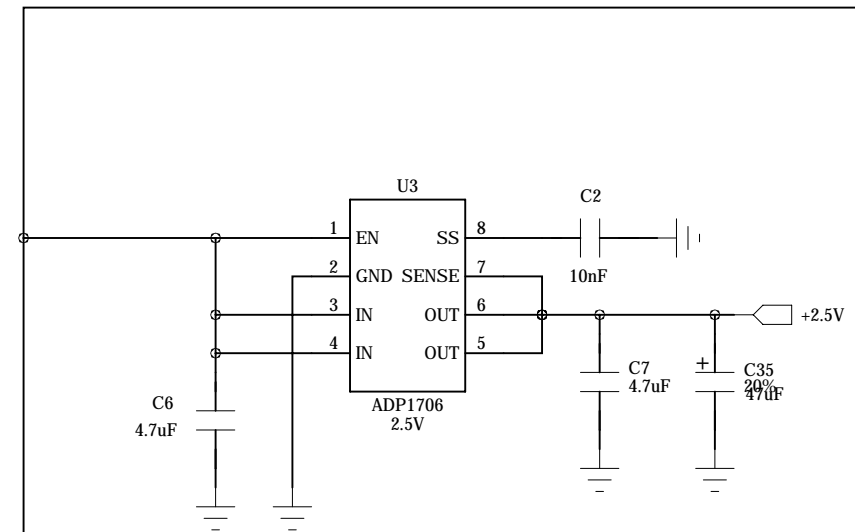 U3
C2
1 EN SS 8
2 GND SENSE 7
10nF
3 IN OUT 6
+2.5V
4 IN OUT 5
+ C35
20%
47uF
C7
4.7uF
C6
4.7uF
ADP1706
2.5V